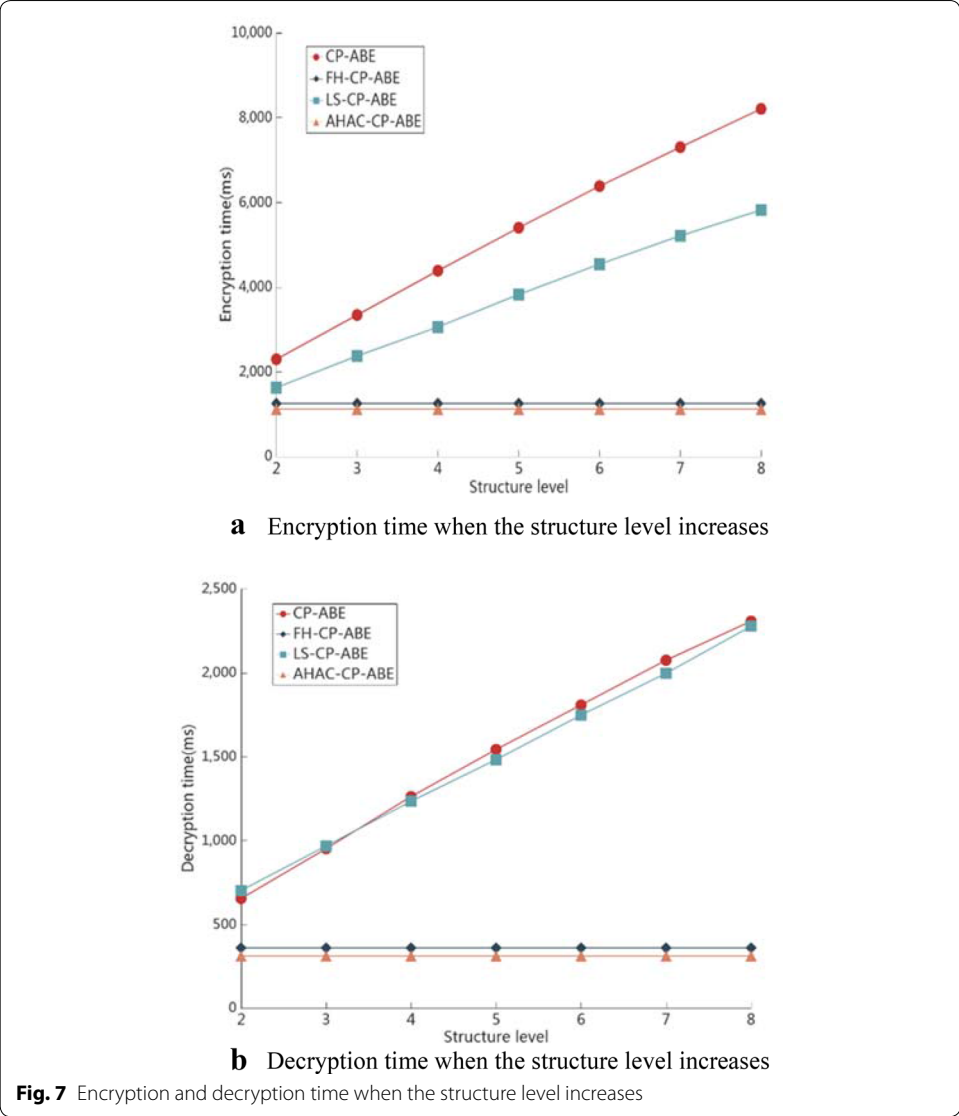 10,000
CP-ABE
FH-CP-ABE
LS-CP-ABE
AHAC-CP-ABE
8,000
6,000
4,000
2,000
0
Encryption time(ms)
2 3 4 5 6 7 8
Structure level
a Encryption time when the structure level increases
2,500
CP-ABE
FH-CP-ABE
LS-CP-ABE
AHAC-CP-ABE
2,000
1,500
1,000
500
0
Decryption time(ms)
2 3 4 5 6 7 8
Structure level
b Decryption time when the structure level increases
Fig. 7 Encryption and decryption time when the structure level increases